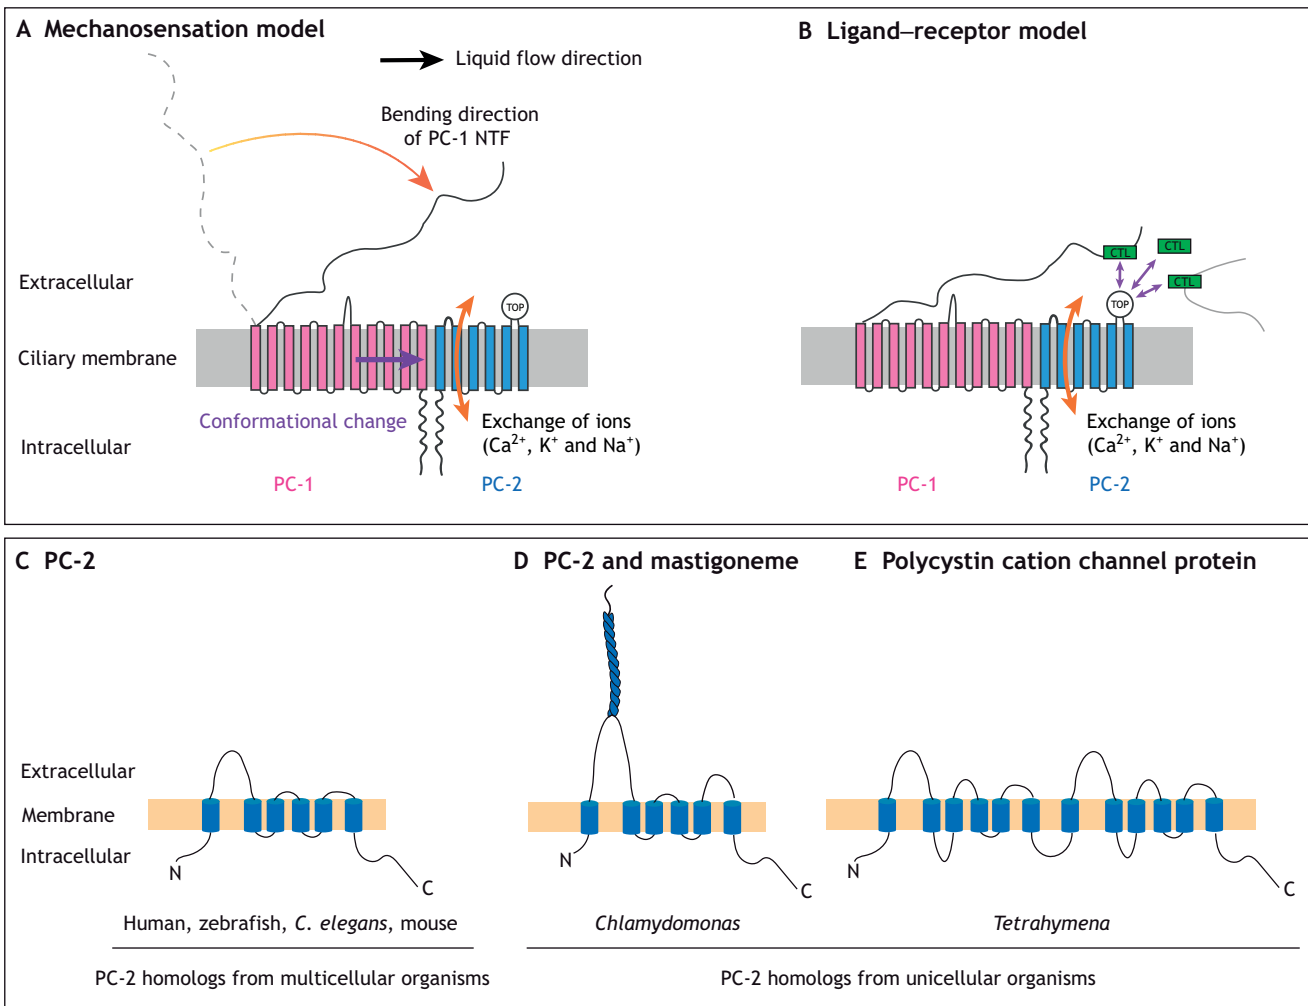 A Mechanosensation model
Liquid flow direction
Bending direction
of PC-1 NTF
Extracellular
TOP
Ciliary membrane
Conformational change
Exchange of ions
(Ca²⁺, K⁺ and Na⁺)
Intracellular
PC-1
PC-2
B Ligand–receptor model
CTL
CTL
CTL
TOP
Exchange of ions
(Ca²⁺, K⁺ and Na⁺)
PC-1
PC-2
C PC-2
Extracellular
Membrane
Intracellular
N
C
Human, zebrafish, C. elegans, mouse
PC-2 homologs from multicellular organisms
D PC-2 and mastigoneme
N
C
Chlamydomonas
E Polycystin cation channel protein
N
C
Tetrahymena
PC-2 homologs from unicellular organisms